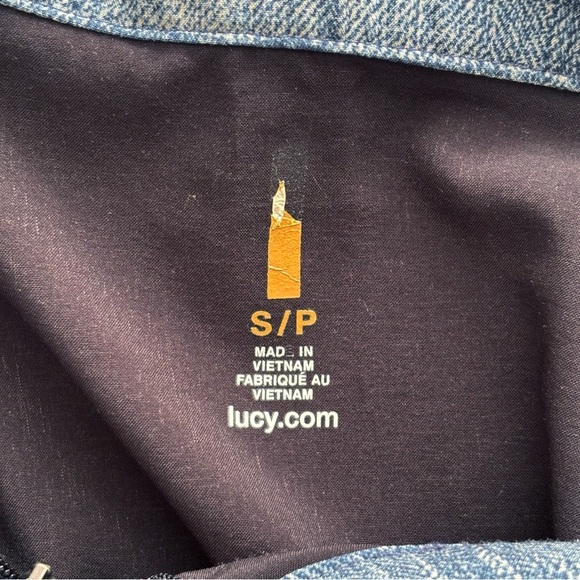 S/P
MADE IN
VIETNAM
FABRIQUÉ AU
VIETNAM
lucy.com